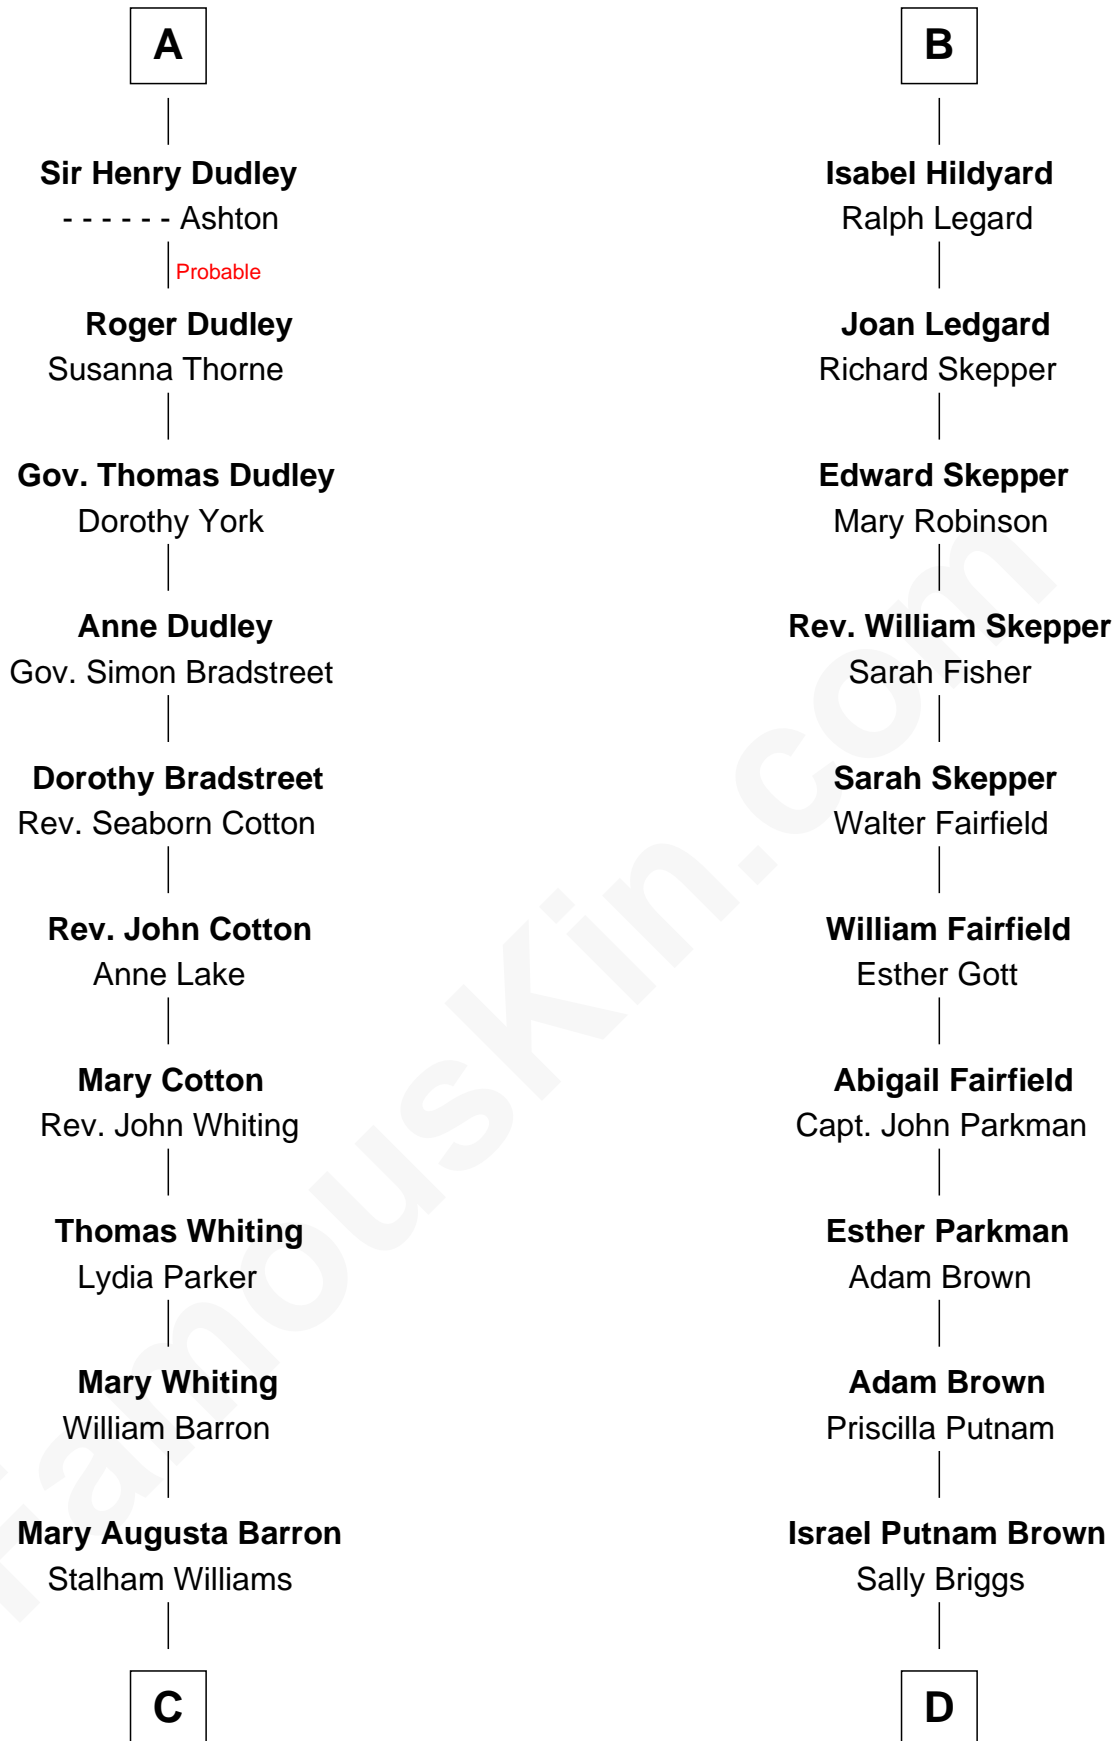 A
Sir Henry Dudley
- - - - - - Ashton
Probable
Roger Dudley
Susanna Thorne
Gov. Thomas Dudley
Dorothy York
Anne Dudley
Gov. Simon Bradstreet
Dorothy Bradstreet
Rev. Seaborn Cotton
Rev. John Cotton
Anne Lake
Mary Cotton
Rev. John Whiting
Thomas Whiting
Lydia Parker
Mary Whiting
William Barron
Mary Augusta Barron
Stalham Williams
C
B
Isabel Hildyard
Ralph Legard
Joan Ledgard
Richard Skepper
Edward Skepper
Mary Robinson
Rev. William Skepper
Sarah Fisher
Sarah Skepper
Walter Fairfield
William Fairfield
Esther Gott
Abigail Fairfield
Capt. John Parkman
Esther Parkman
Adam Brown
Adam Brown
Priscilla Putnam
Israel Putnam Brown
Sally Briggs
D
FamousKin.com